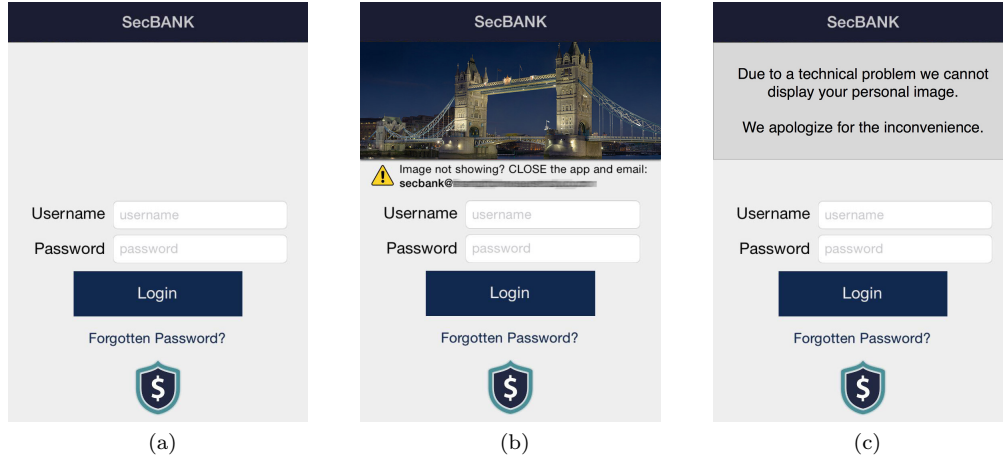 SecBANK
Username
username
Password
password
Login
Forgotten Password?
$
(a)
SecBANK
Image not showing? CLOSE the app and email:
secbank@
Username
username
Password
password
Login
Forgotten Password?
$
(b)
SecBANK
Due to a technical problem we cannot
display your personal image.
We apologize for the inconvenience.
Username
username
Password
password
Login
Forgotten Password?
$
(c)